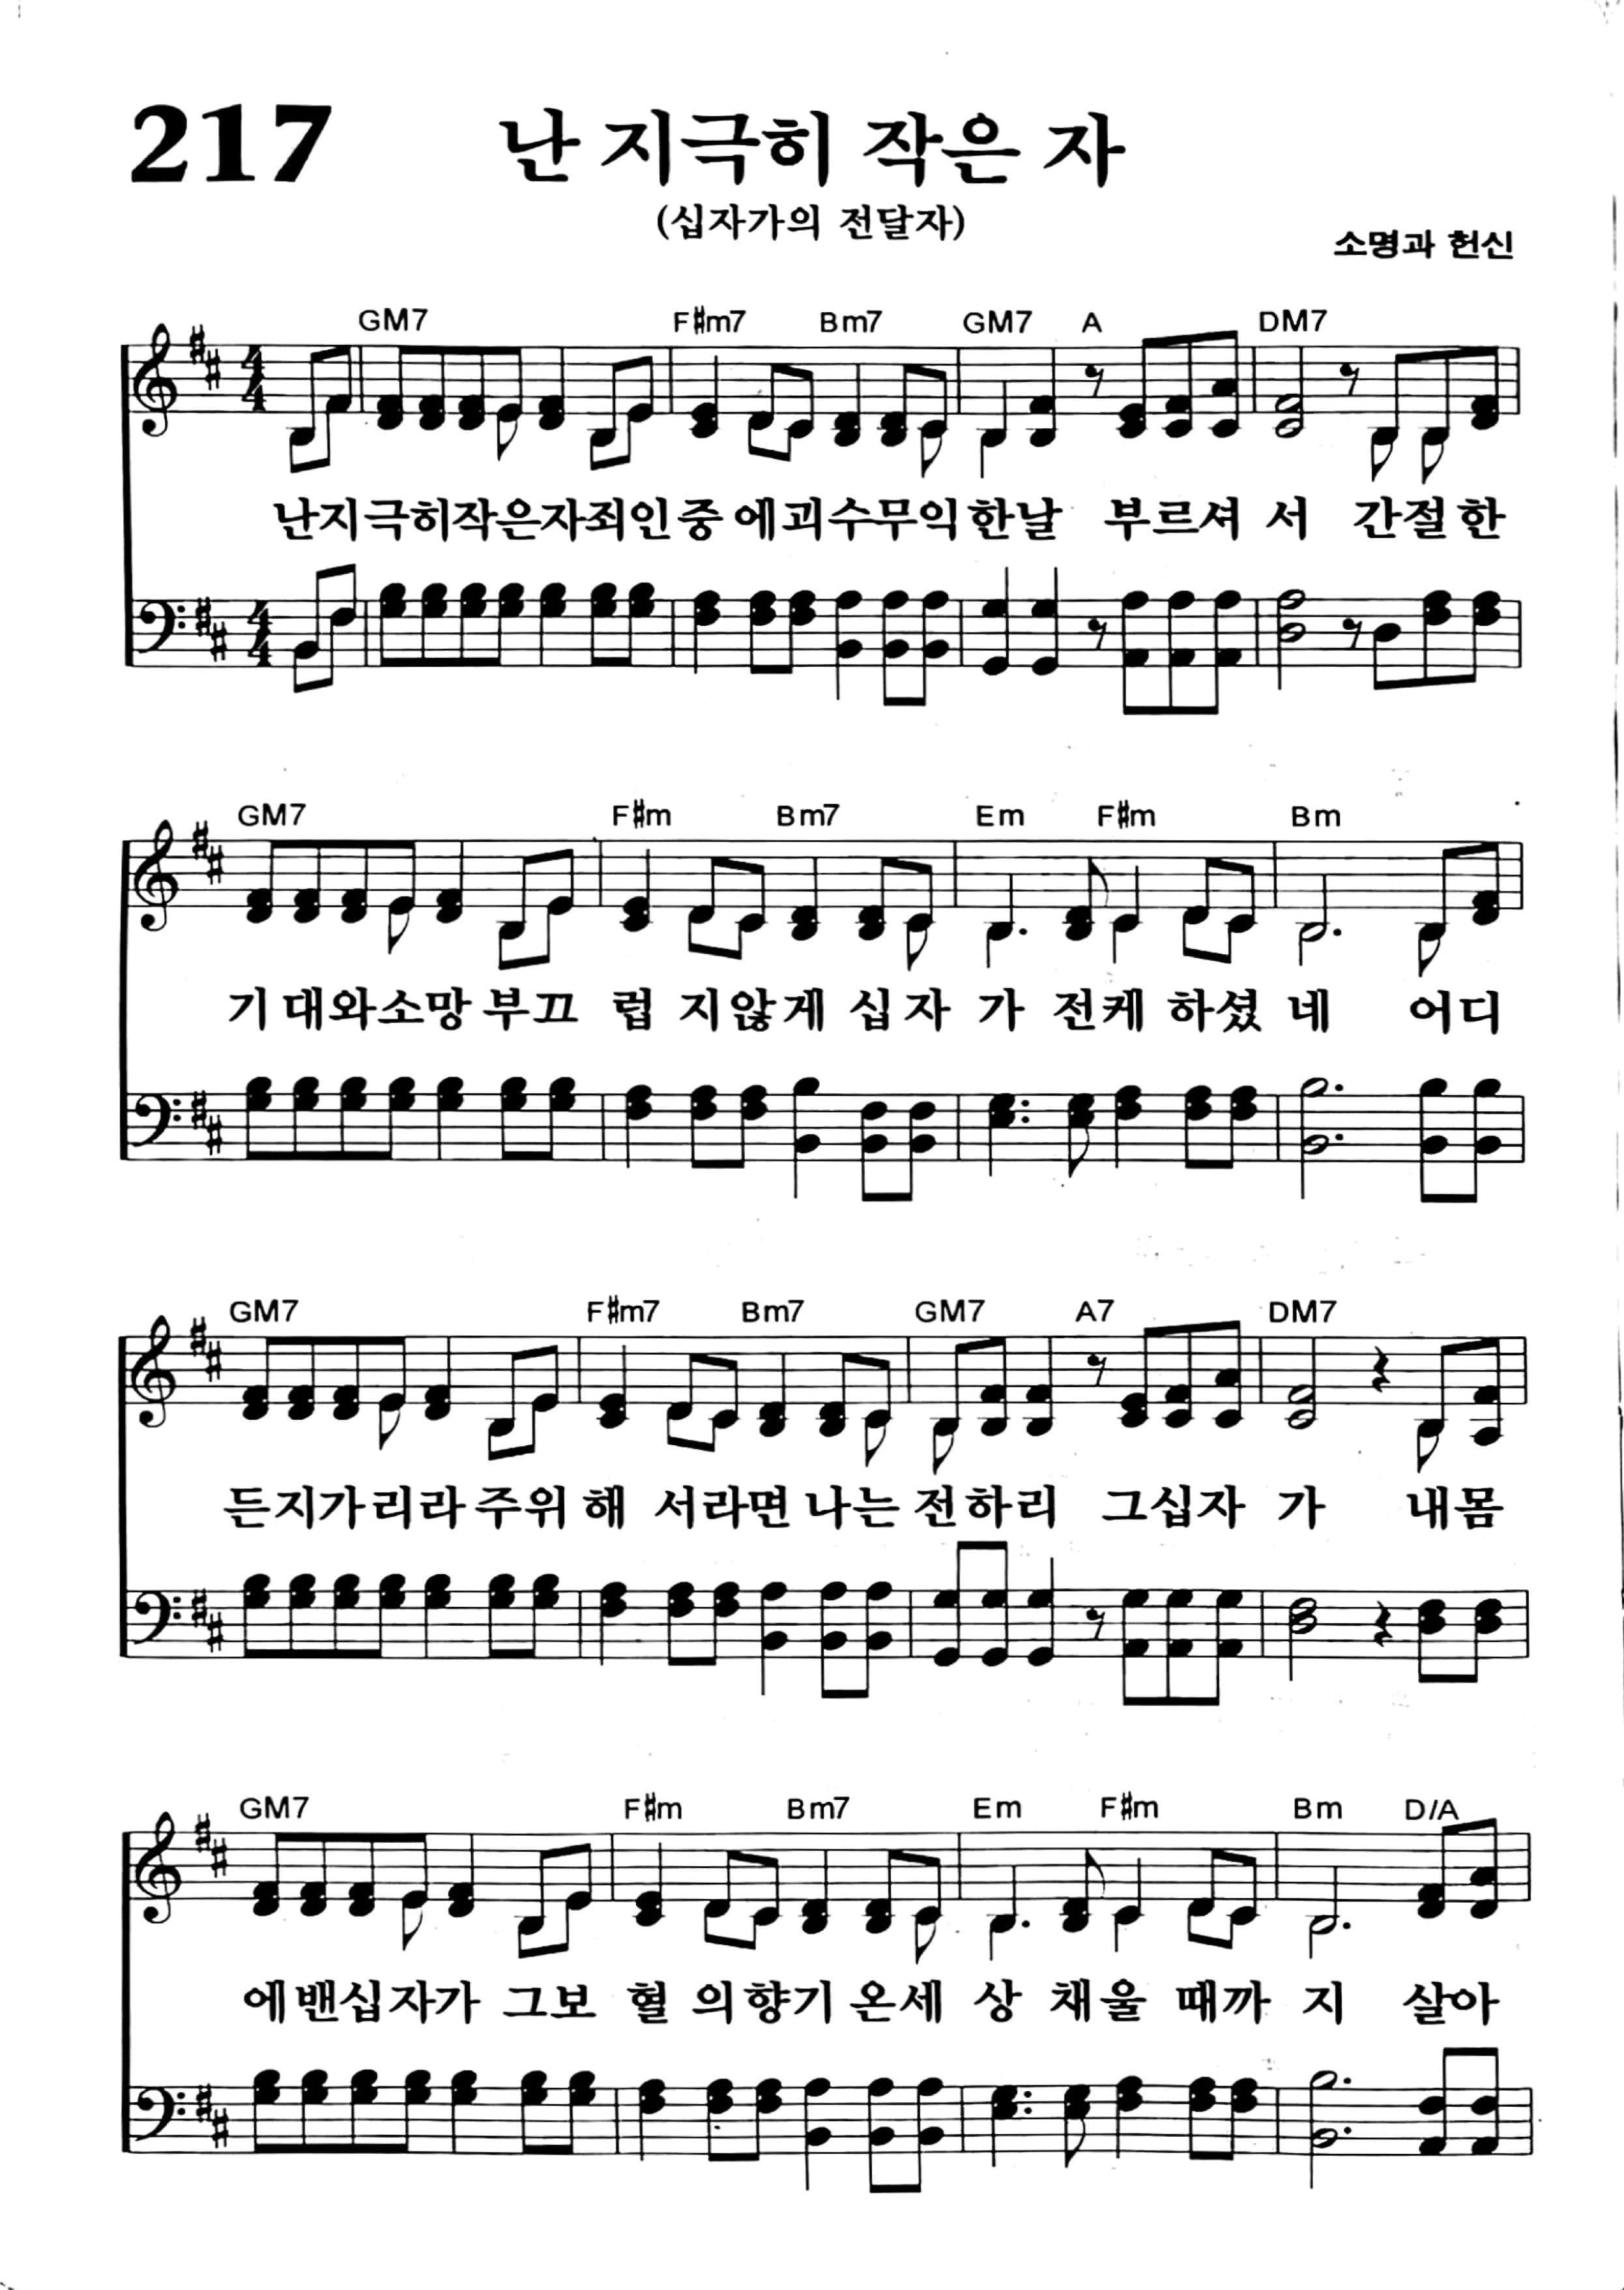 217 난 지극히 작은 자
(십자가의 전달자)
소명과 헌신
GM7 F#m7 Bm7 GM7 A DM7
난지극히작은자죄인중에괴수무익한날 부르셔서 간절한
GM7 F#m Bm7 Em F#m Bm
기대와소망부끄럽지않게십자가 전케하셨네 어디
GM7 F#m7 Bm7 GM7 A7 DM7
든지가리라주위해 서라면나는전하리 그십자가 내몸
GM7 F#m Bm7 Em F#m Bm D/A
에밴십자가 그보혈의향기온세상 채울때까지 살아